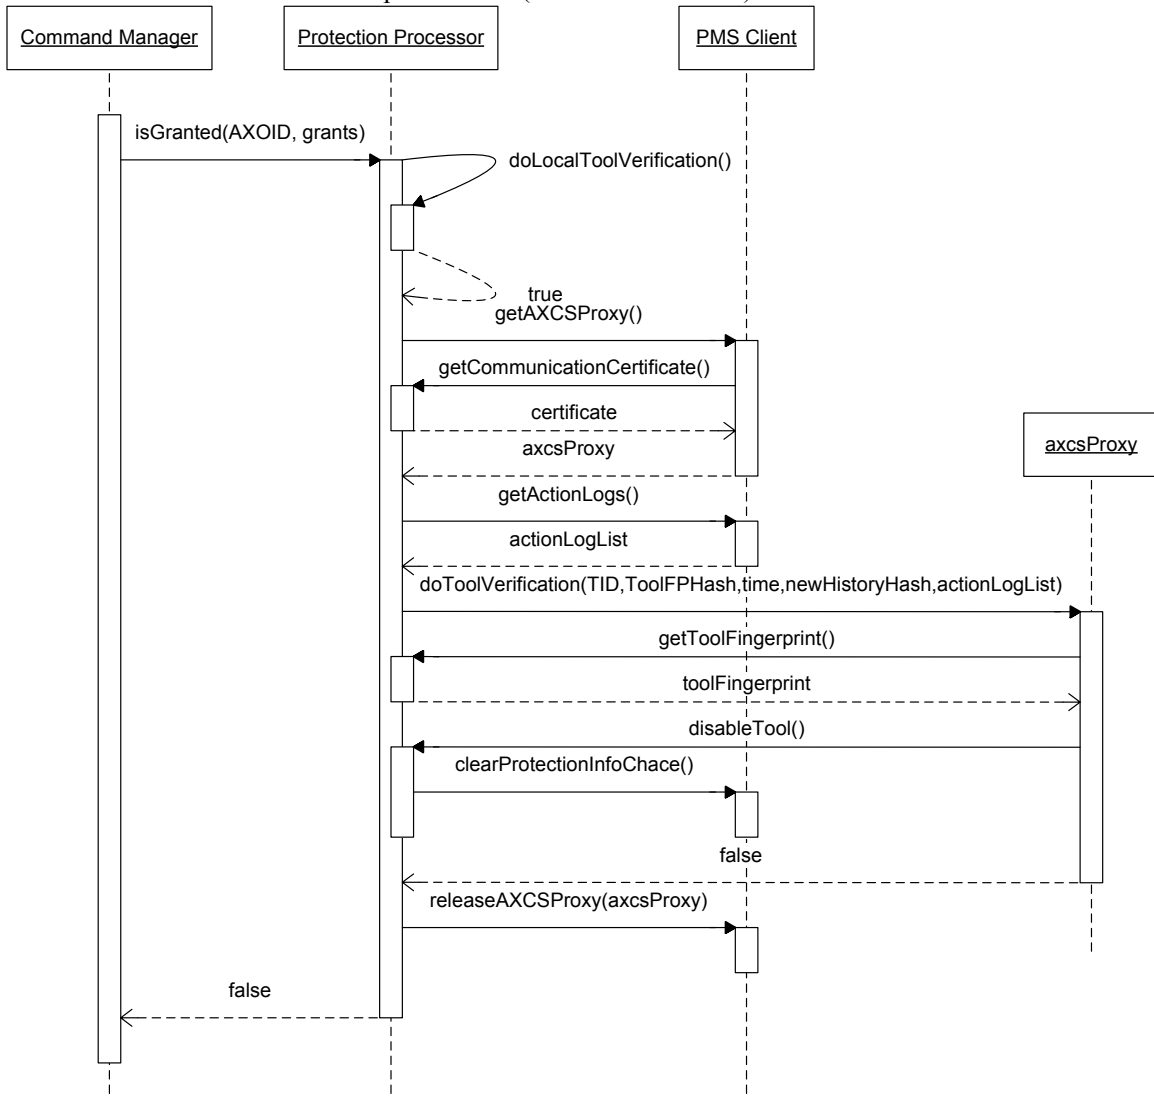 Command Manager
Protection Processor
PMS Client
isGranted(AXOID, grants)
doLocalToolVerification()
true
getAXCSProxy()
getCommunicationCertificate()
certificate
axcsProxy
axcsProxy
getActionLogs()
actionLogList
doToolVerification(TID,ToolFPHash,time,newHistoryHash,actionLogList)
getToolFingerprint()
toolFingerprint
disableTool()
clearProtectionInfoChace()
false
releaseAXCSProxy(axcsProxy)
false